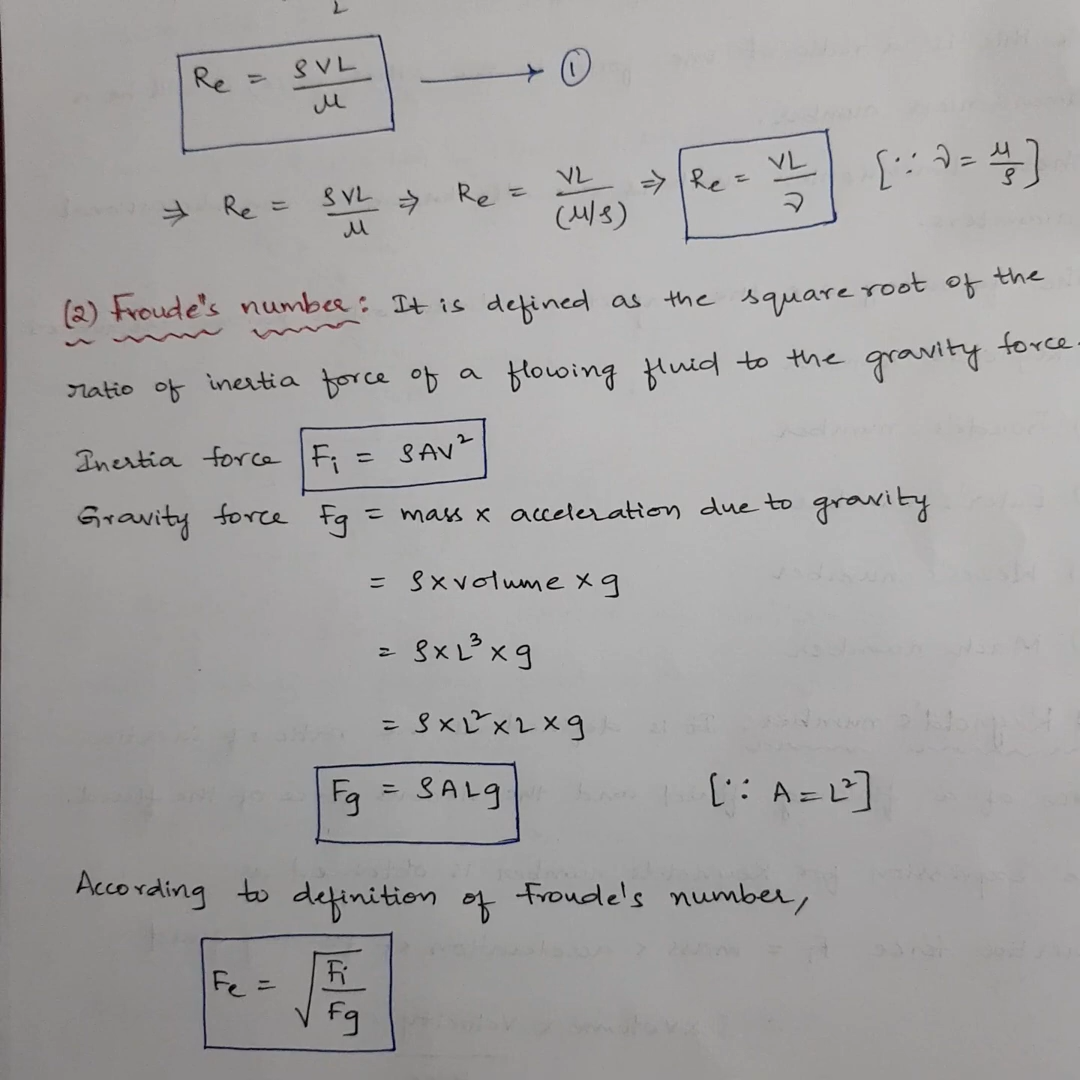 L
Re = ρVL / μ ⟶ ①
⇒ Re = ρVL / μ ⇒ Re = VL / (μ/ρ) ⇒ Re = VL / ν [∵ ν = μ / ρ]
(2) Froude"s number: It is defined as the square root of the
ratio of inertia force of a flowing fluid to the gravity force.
Inertia force Fi = ρAV²
Gravity force Fg = mass x acceleration due to gravity
= ρ x volume x g
= ρ x L³ x g
= ρ x L² x L x g
Fg = ρALg [∵ A = L²]
According to definition of Froude's number,
Fe = √(Fi / Fg)